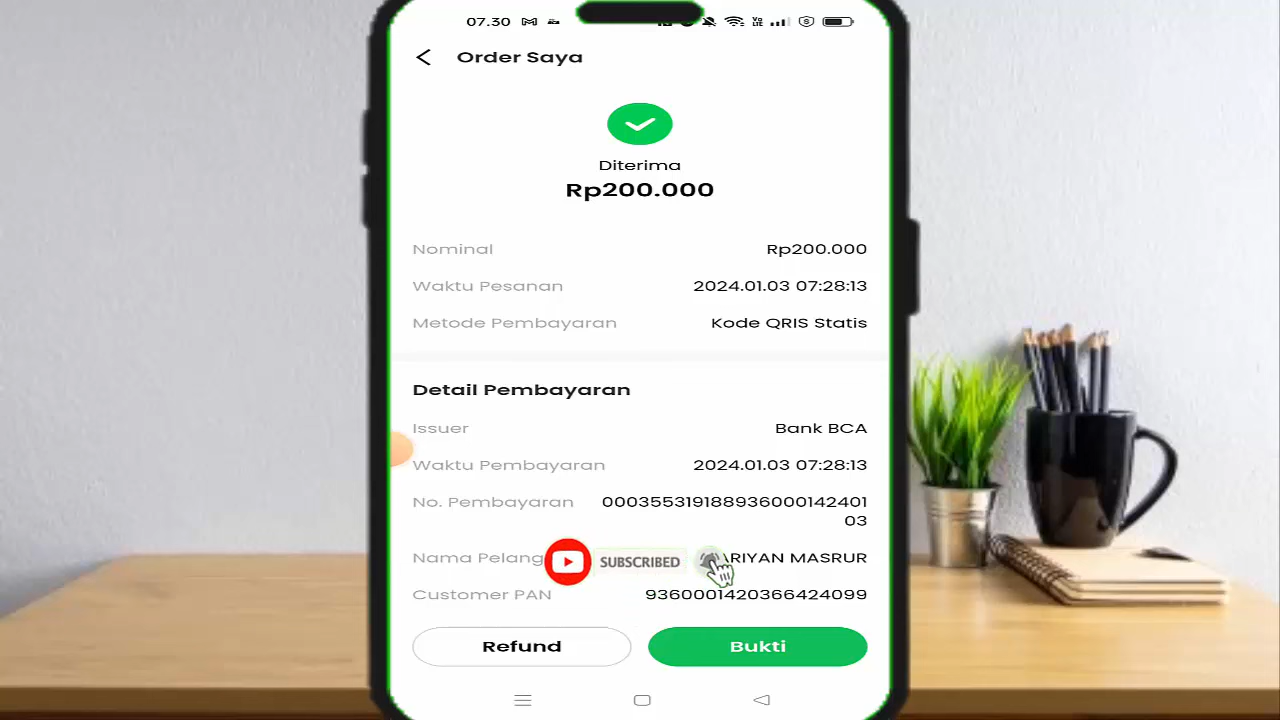 07.30
Order Saya
Diterima
Rp200.000
Nominal Rp200.000
Waktu Pesanan 2024.01.03 07:28:13
Metode Pembayaran Kode QRIS Statis
Detail Pembayaran
Issuer Bank BCA
Waktu Pembayaran 2024.01.03 07:28:13
No. Pembayaran 000355319188936000142401
03
Nama MASRUR
SUBSCRIBED
Customer PAN 9360001420366424099
Refund Bukti